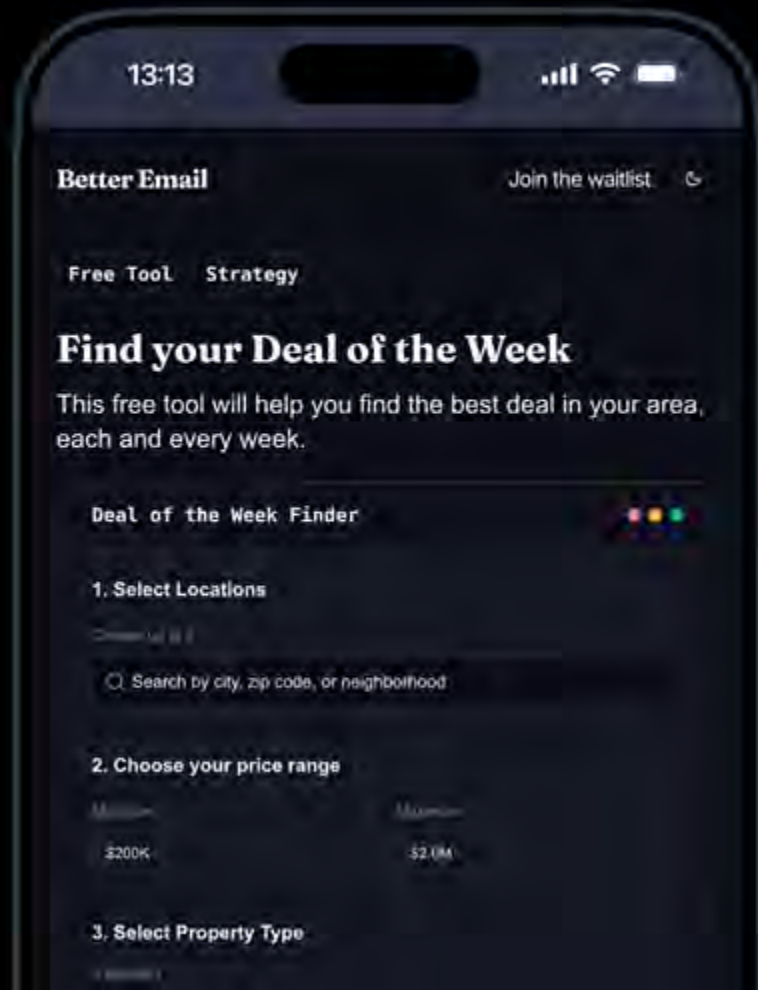 13:13
Better Email
Join the waitlist
Free Tool Strategy
Find your Deal of the Week
This free tool will help you find the best deal in your area,
each and every week.
Deal of the Week Finder
1. Select Locations
Search by city, zip code, or neighborhood
2. Choose your price range
$200K $2.0M
3. Select Property Type